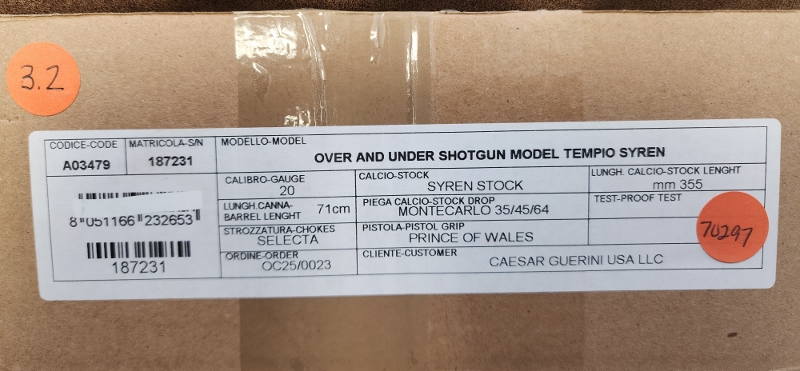 3.2
CODICE-CODE
A03479
MATRICOLA-S/N
187231
MODELLO-MODEL
OVER AND UNDER SHOTGUN MODEL TEMPIO SYREN
8 051166 232653
187231
CALIBRO-GAUGE
20
LUNGH.CANNA-
BARREL LENGHT 71cm
STROZZATURA-CHOKES
SELECTA
ORDINE-ORDER
OC25/0023
CALCIO-STOCK
SYREN STOCK
PIEGA CALCIO-STOCK DROP
MONTECARLO 35/45/64
PISTOLA-PISTOL GRIP
PRINCE OF WALES
CLIENTE-CUSTOMER
CAESAR GUERINI USA LLC
LUNGH. CALCIO-STOCK LENGHT
mm 355
TEST-PROOF TEST
70297